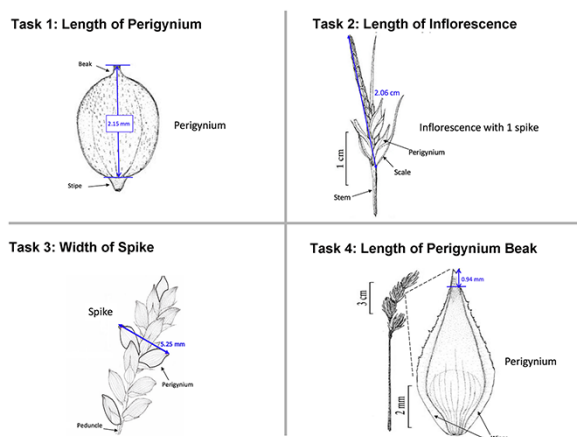 Task 1: Length of Perigynium
Beak
2.15 mm
Perigynium
Stipe
Task 2: Length of Inflorescence
2.06 cm
Inflorescence with 1 spike
Perigynium
1 cm
Scale
Stem
Task 3: Width of Spike
Spike
5.25 mm
Perigynium
Peduncle
Task 4: Length of Perigynium Beak
0.94 mm
3 cm
Perigynium
2 mm